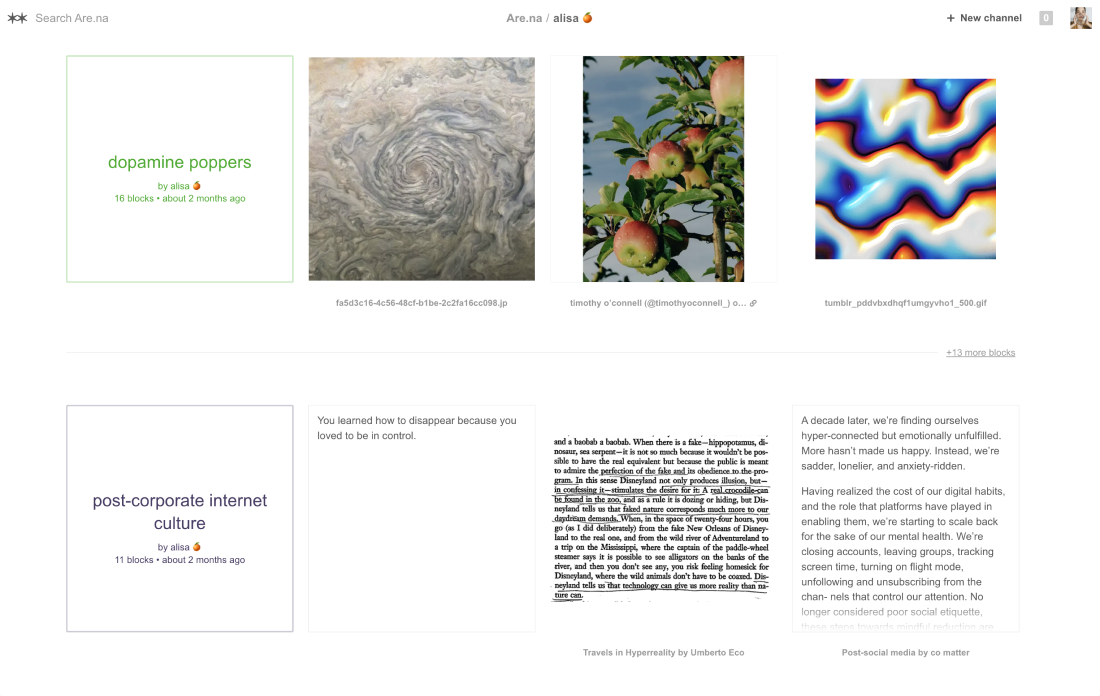 Search Are.na
Are.na / alisa 🍊
+ New channel
0
dopamine poppers
by alisa 🍊
16 blocks • about 2 months ago
fa5d3c16-4c56-48cf-b1be-2c2fa16cc098.jp
timothy o'connell (@timothyoconnell_) o...
tumblr_pddvbxdhqf1umgyvho1_500.gif
+13 more blocks
post-corporate internet
culture
by alisa 🍊
11 blocks • about 2 months ago
You learned how to disappear because you
loved to be in control.
and a baobab a baobab. When there is a fake—hippopotamus, di-
nosaur, sea serpent—it is not so much because it wouldn't be pos-
sible to have the real equivalent but because the public is meant
to admire the perfection of the fake and its obedience to the pro-
gram. In this sense Disneyland not only produces illusion, but—
in confessing it—stimulates the desire for it: A real crocodile can
be found in the zoo, and as a rule it is dozing or hiding, but Dis-
neyland tells us that faked nature corresponds much more to our
daydream demands. When, in the space of twenty-four hours, you
go (as I did deliberately) from the fake New Orleans of Disney-
land to the real one, and from the wild river of Adventureland to
a trip on the Mississippi, where the captain of the paddle-wheel
steamer says it is possible to see alligators on the banks of the
river, and then you don't see any, you risk feeling homesick for
Disneyland, where the wild animals don't have to be coaxed. Dis-
neyland tells us that technology can give us more reality than na-
ture can.
Travels in Hyperreality by Umberto Eco
A decade later, we're finding ourselves
hyper-connected but emotionally unfulfilled.
More hasn't made us happy. Instead, we're
sadder, lonelier, and anxiety-ridden.
Having realized the cost of our digital habits,
and the role that platforms have played in
enabling them, we're starting to scale back
for the sake of our mental health. We're
closing accounts, leaving groups, tracking
screen time, turning on flight mode,
unfollowing and unsubscribing from the
chan- nels that control our attention. No
longer considered poor social etiquette,
these steps towards mindful reduction are
Post-social media by co matter